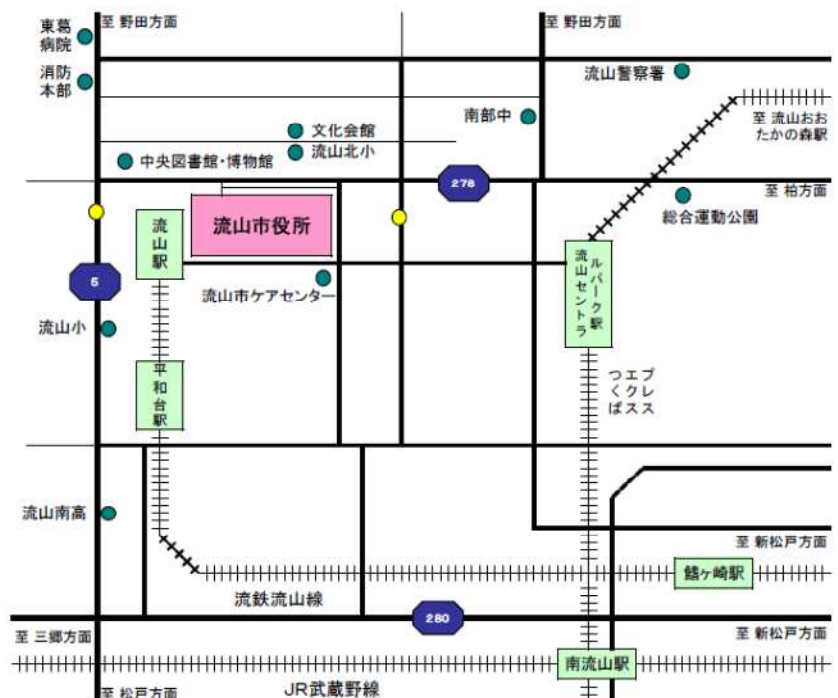 東葛
病院
至 野田方面
至 野田方面
消防
本部
流山警察署
南部中
至 流山おお
たかの森駅
文化会館
流山北小
中央図書館・博物館
278
至 柏方面
総合運動公園
流山駅
流山市役所
流山セントラ
ルパーク駅
5
流山市ケアセンター
流山小
平和台駅
つくば
エクス
プレス
流山南高
至 新松戸方面
鰭ヶ崎駅
流鉄流山線
280
至 三郷方面
至 新松戸方面
南流山駅
至 松戸方面
JR武蔵野線